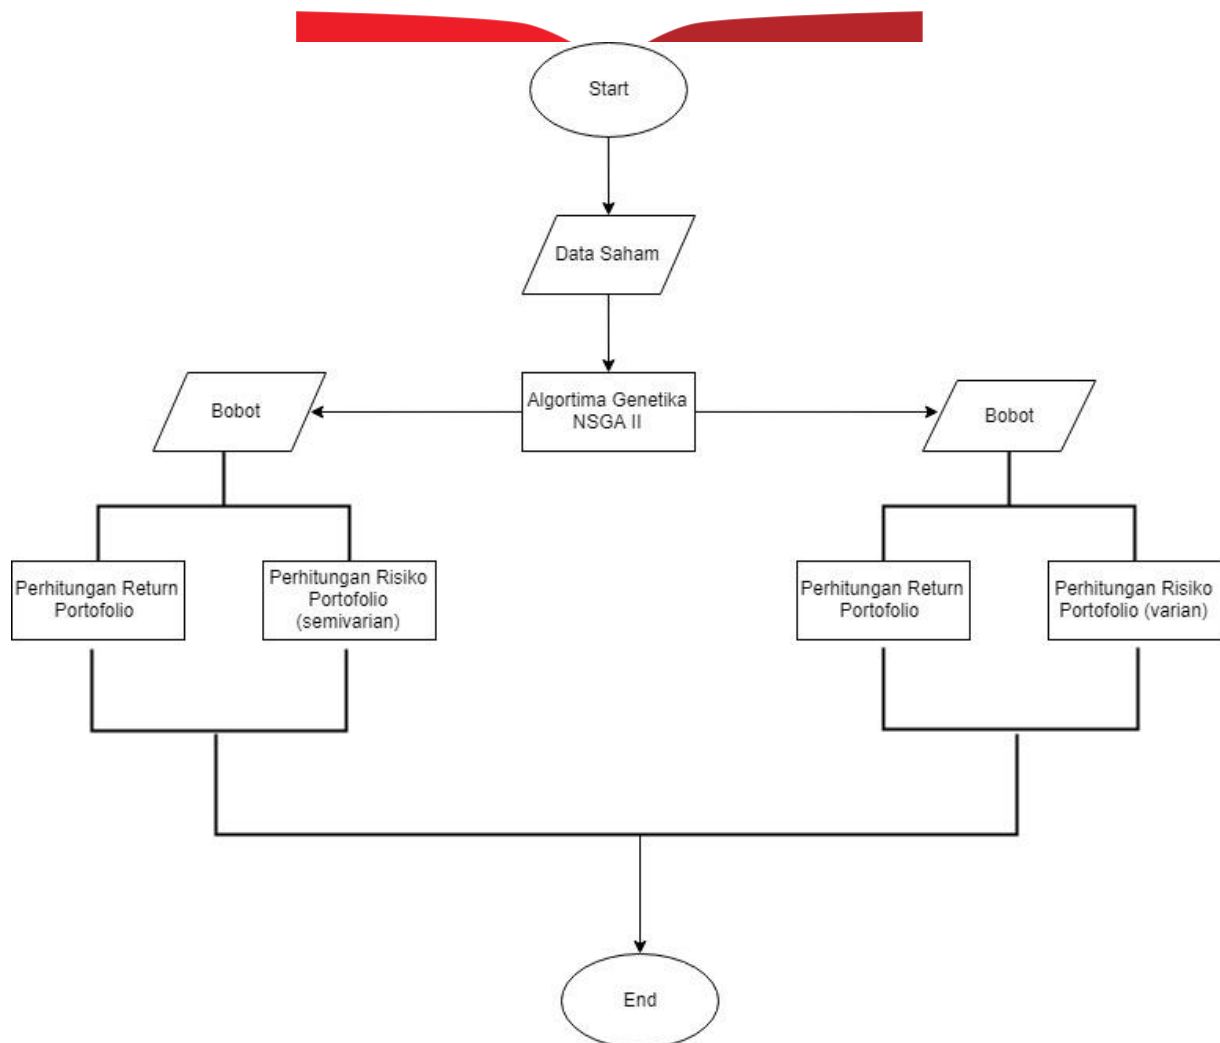 Start
Data Saham
Algortima Genetika
NSGA II
Bobot
Bobot
Perhitungan Return
Portofolio
Perhitungan Risiko
Portofolio
(semivarian)
Perhitungan Return
Portofolio
Perhitungan Risiko
Portofolio (varian)
End